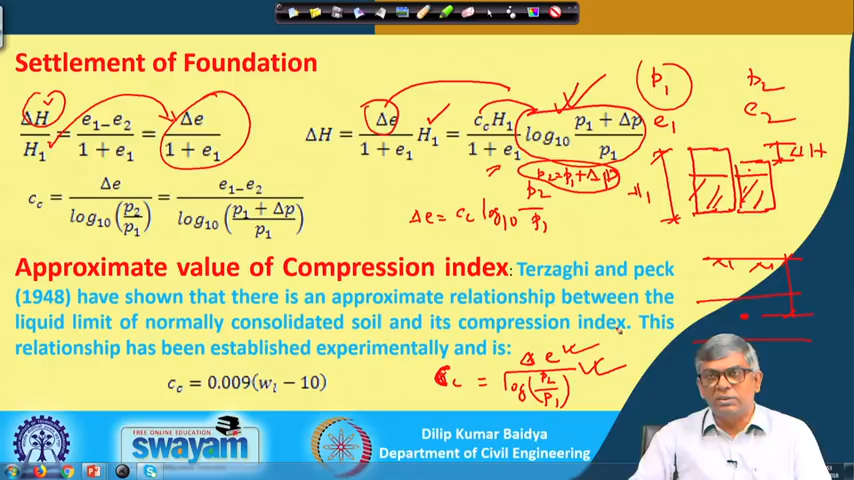 Settlement of Foundation
ΔH/H₁ = e₁₋e₂/1 + e₁ = Δe/1 + e₁
ΔH = Δe/1 + e₁ H₁ = c_cH₁/1 + e₁ log₁₀ p₁ + Δp/p₁
p₁ p₂
e₁ e₂
ΔH
H₁
p₂ = p₁ + Δp
c_c = Δe/log₁₀(p₂/p₁) = e₁₋e₂/log₁₀(p₁ + Δp/p₁)
Δe = c_c log₁₀ p₂/p₁
Approximate value of Compression index: Terzaghi and peck
(1948) have shown that there is an approximate relationship between the
liquid limit of normally consolidated soil and its compression index. This
relationship has been established experimentally and is:
c_c = 0.009(w_l − 10)
C_c = Δe/log(p₂/p₁)
FREE ONLINE EDUCATION
swayam
Dilip Kumar Baidya
Department of Civil Engineering